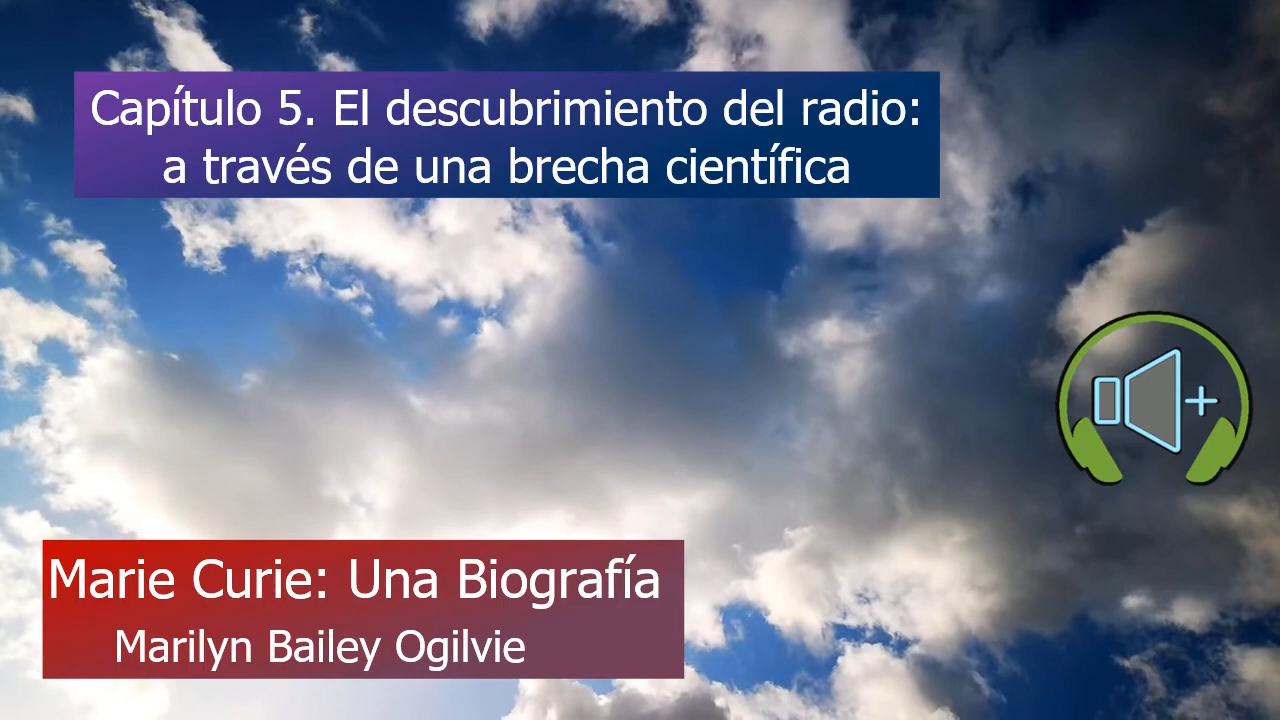 Capítulo 5. El descubrimiento del radio:
a través de una brecha científica
Marie Curie: Una Biografía
Marilyn Bailey Ogilvie